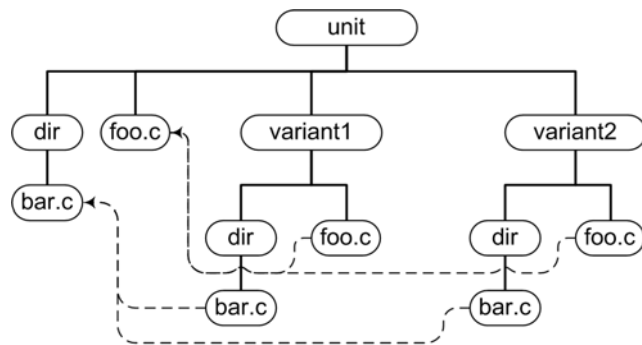 unit
dir
foo.c
variant1
variant2
bar.c
dir
foo.c
dir
foo.c
bar.c
bar.c